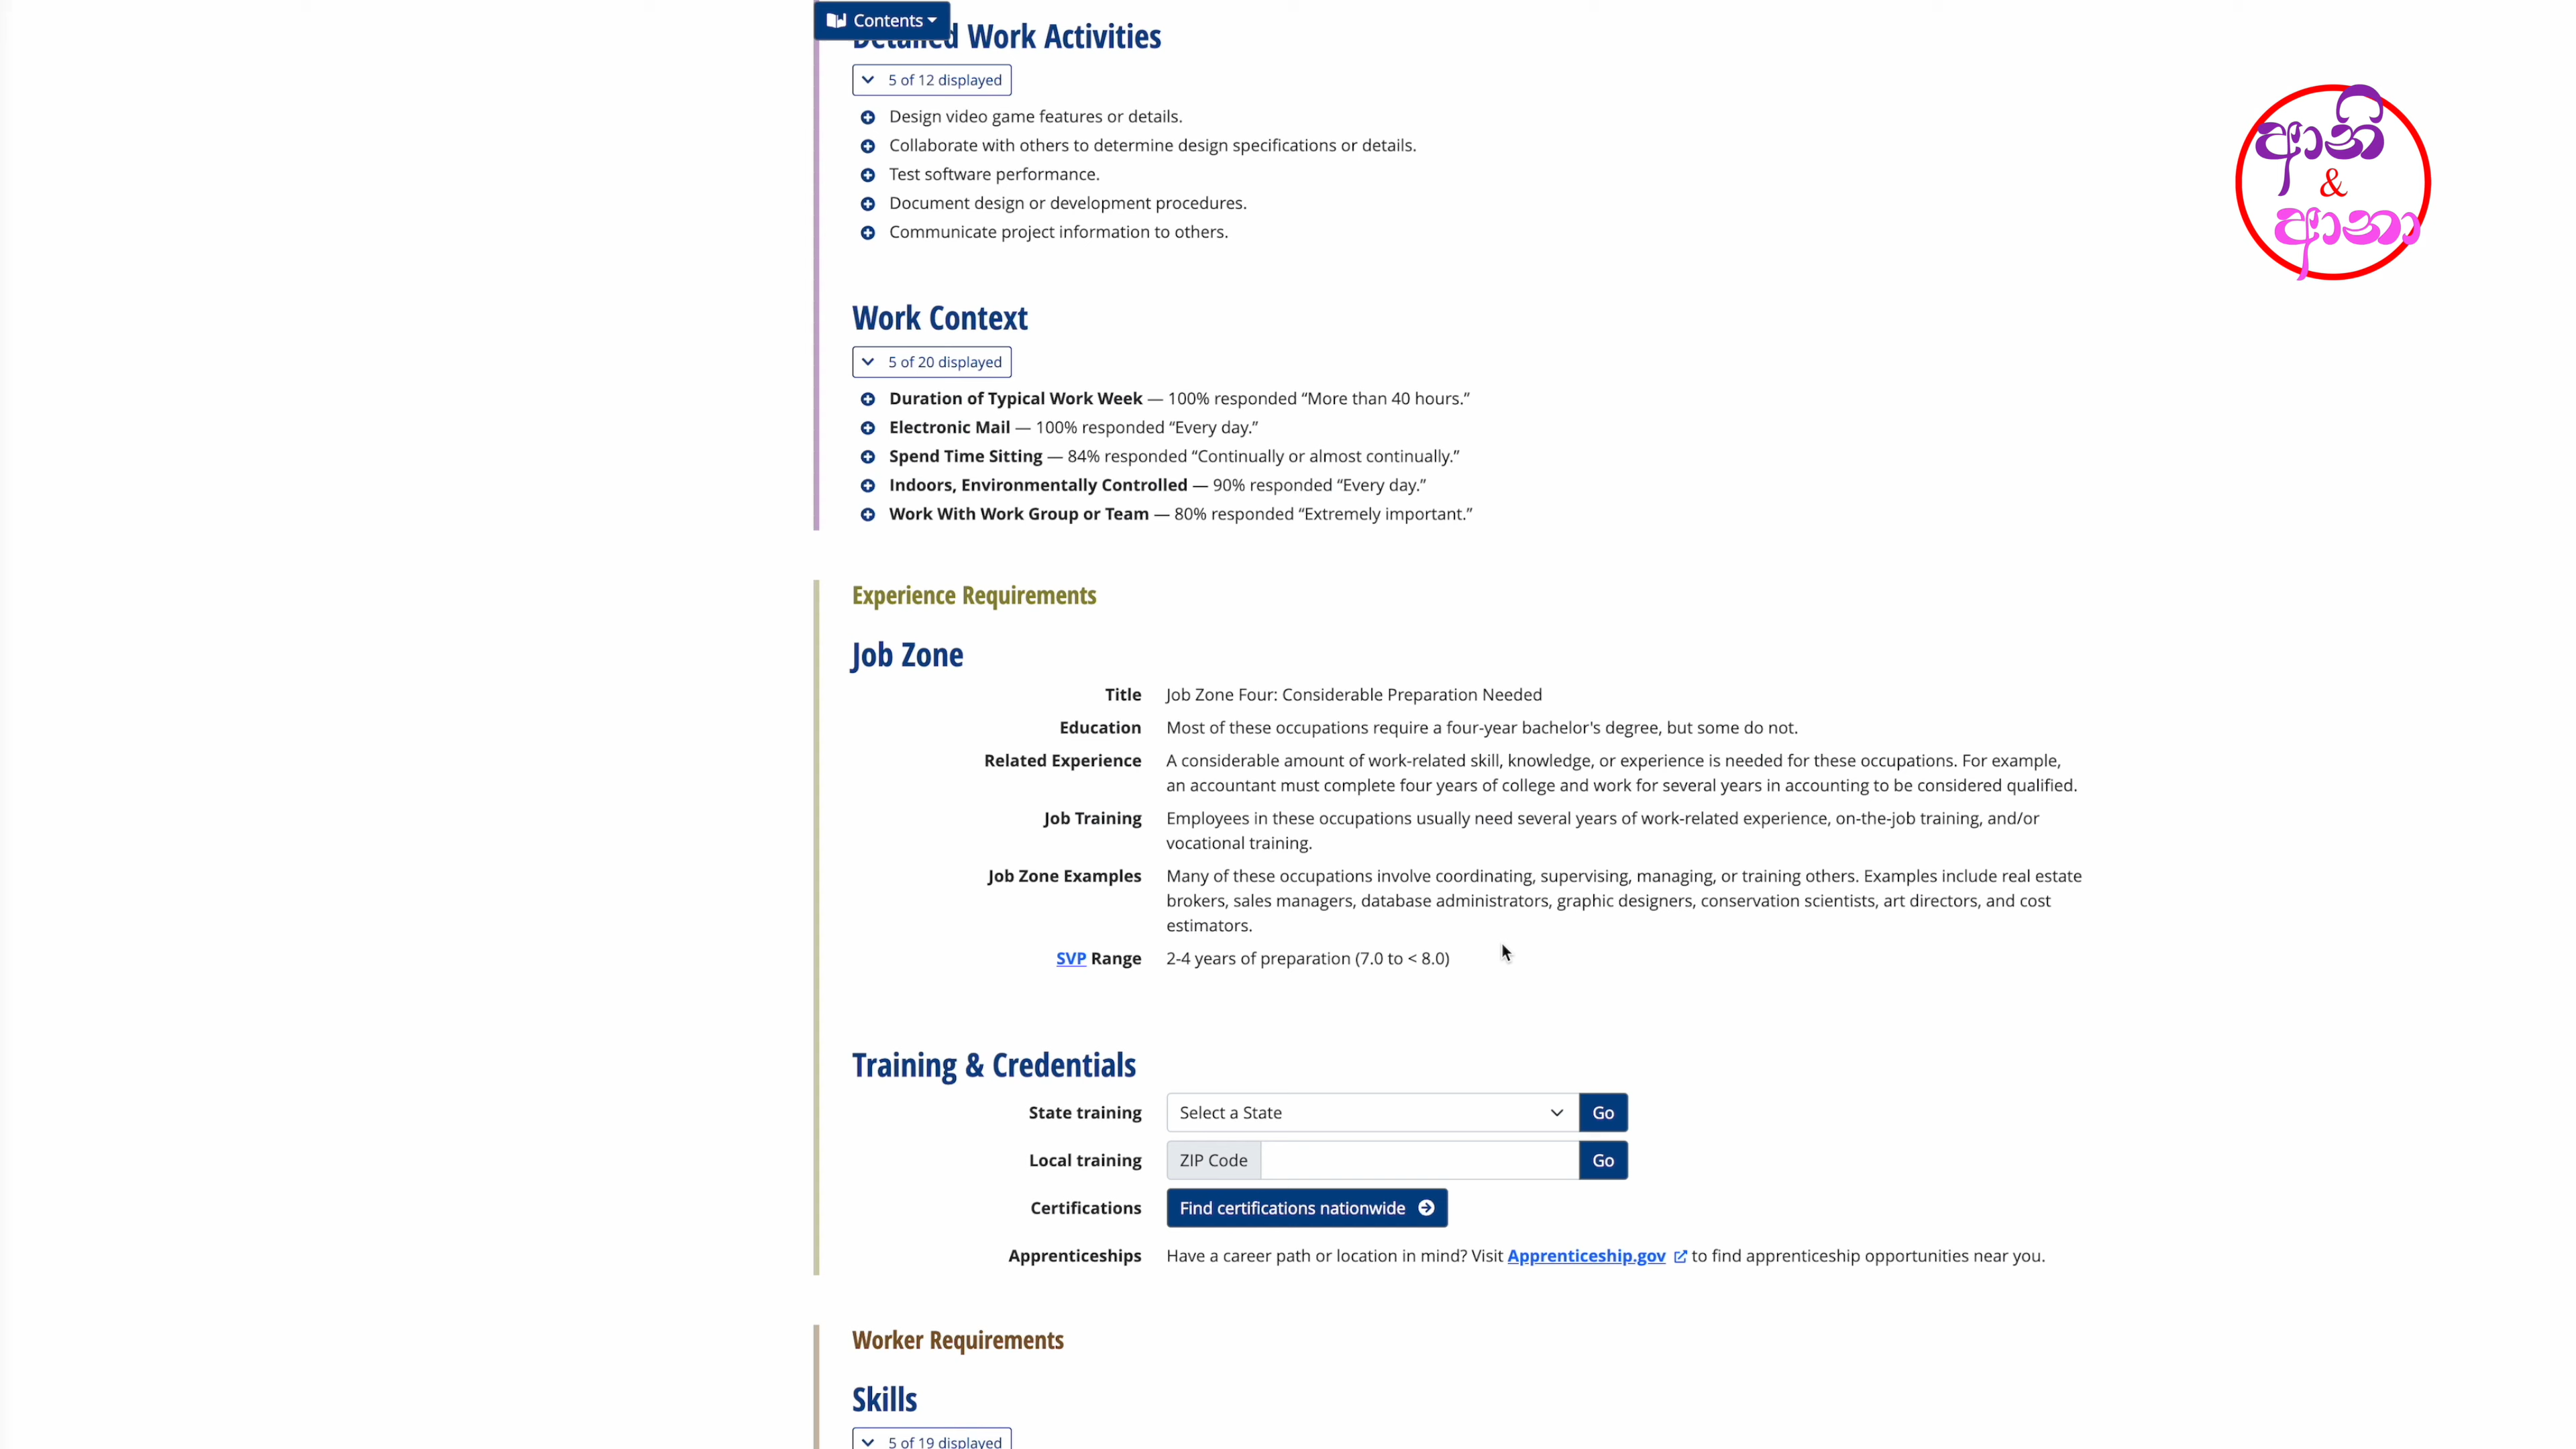 Contents
Detailed Work Activities
5 of 12 displayed
Design video game features or details.
Collaborate with others to determine design specifications or details.
Test software performance.
Document design or development procedures.
Communicate project information to others.
&
Work Context
5 of 20 displayed
Duration of Typical Work Week — 100% responded “More than 40 hours.”
Electronic Mail — 100% responded “Every day.”
Spend Time Sitting — 84% responded “Continually or almost continually.”
Indoors, Environmentally Controlled — 90% responded “Every day.”
Work With Work Group or Team — 80% responded “Extremely important.”
Experience Requirements
Job Zone
Title Job Zone Four: Considerable Preparation Needed
Education Most of these occupations require a four-year bachelor's degree, but some do not.
Related Experience A considerable amount of work-related skill, knowledge, or experience is needed for these occupations. For example,
an accountant must complete four years of college and work for several years in accounting to be considered qualified.
Job Training Employees in these occupations usually need several years of work-related experience, on-the-job training, and/or
vocational training.
Job Zone Examples Many of these occupations involve coordinating, supervising, managing, or training others. Examples include real estate
brokers, sales managers, database administrators, graphic designers, conservation scientists, art directors, and cost
estimators.
SVP Range 2-4 years of preparation (7.0 to < 8.0)
Training & Credentials
State training Select a State Go
Local training ZIP Code Go
Certifications Find certifications nationwide
Apprenticeships Have a career path or location in mind? Visit Apprenticeship.gov to find apprenticeship opportunities near you.
Worker Requirements
Skills
5 of 19 displayed